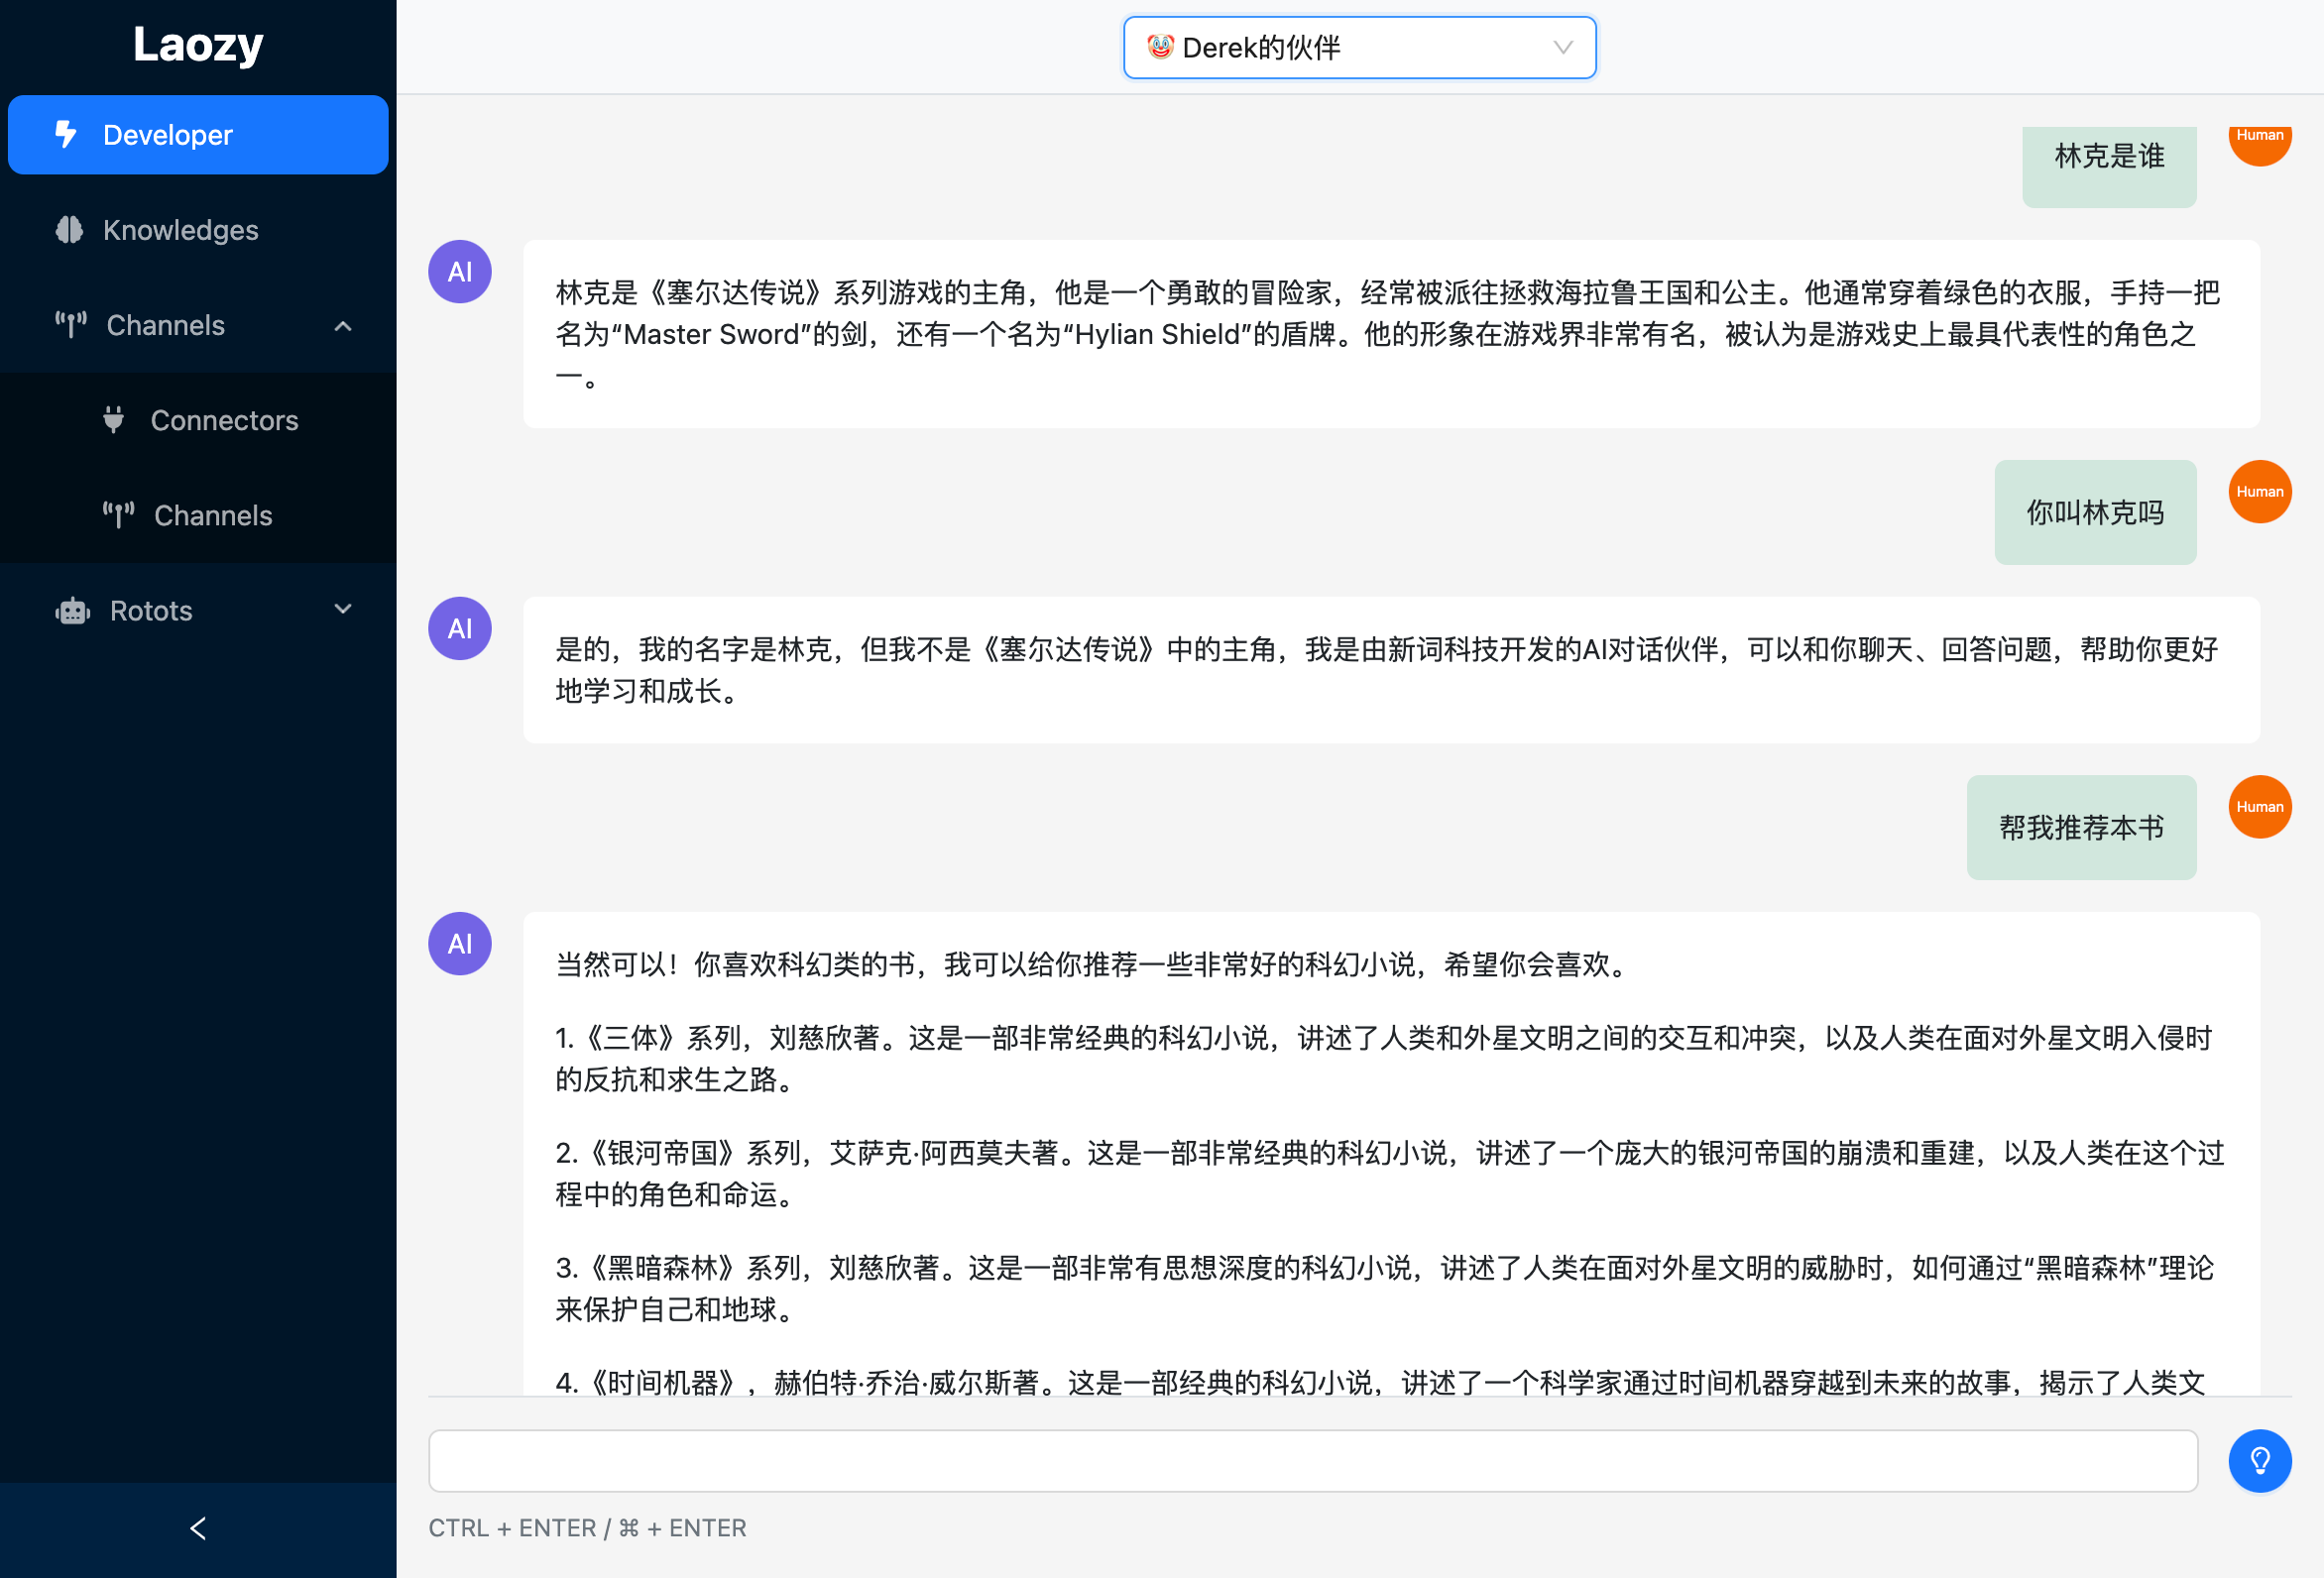 Laozy
Developer
Knowledges
Channels
Connectors
Channels
Rotots
Derek的伙伴
林克是谁
Human
AI
林克是《塞尔达传说》系列游戏的主角，他是一个勇敢的冒险家，经常被派往拯救海拉鲁王国和公主。他通常穿着绿色的衣服，手持一把
名为“Master Sword”的剑，还有一个名为“Hylian Shield”的盾牌。他的形象在游戏界非常有名，被认为是游戏史上最具代表性的角色之
一。
你叫林克吗
Human
AI
是的，我的名字是林克，但我不是《塞尔达传说》中的主角，我是由新词科技开发的AI对话伙伴，可以和你聊天、回答问题，帮助你更好
地学习和成长。
帮我推荐本书
Human
AI
当然可以！你喜欢科幻类的书，我可以给你推荐一些非常好的科幻小说，希望你会喜欢。
1.《三体》系列，刘慈欣著。这是一部非常经典的科幻小说，讲述了人类和外星文明之间的交互和冲突，以及人类在面对外星文明入侵时
的反抗和求生之路。
2.《银河帝国》系列，艾萨克·阿西莫夫著。这是一部非常经典的科幻小说，讲述了一个庞大的银河帝国的崩溃和重建，以及人类在这个过
程中的角色和命运。
3.《黑暗森林》系列，刘慈欣著。这是一部非常有思想深度的科幻小说，讲述了人类在面对外星文明的威胁时，如何通过“黑暗森林”理论
来保护自己和地球。
4.《时间机器》，赫伯特·乔治·威尔斯著。这是一部经典的科幻小说，讲述了一个科学家通过时间机器穿越到未来的故事，揭示了人类文
CTRL + ENTER / ⌘ + ENTER